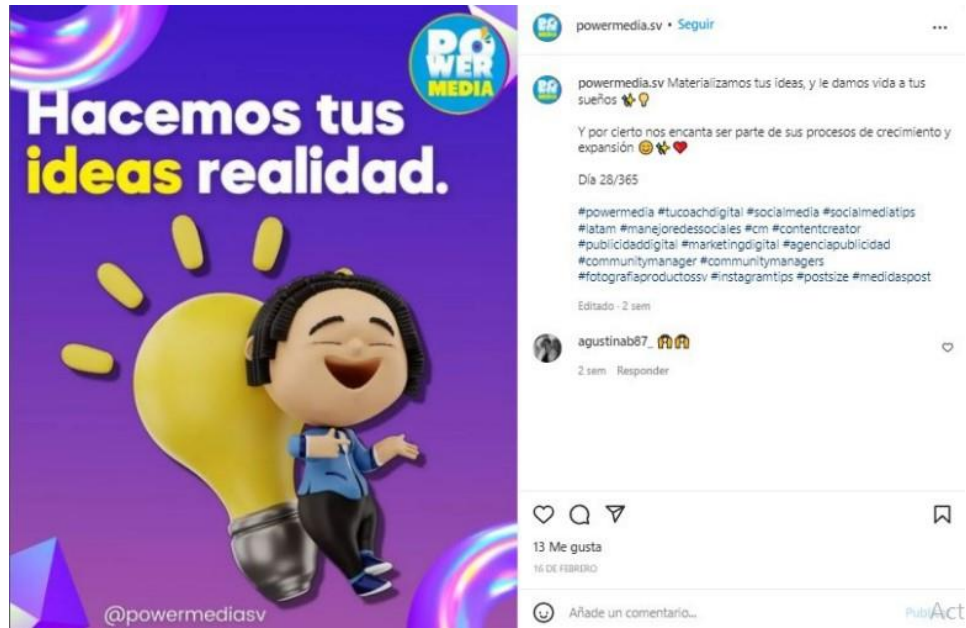 POWER MEDIA
Hacemos tus
ideas realidad.
@powermediasv
powermedia.sv • Seguir
powermedia.sv Materializamos tus ideas, y le damos vida a tus
sueños ✨💡
Y por cierto nos encanta ser parte de sus procesos de crecimiento y
expansión 😊✨❤️
Día 28/365
#powermedia #tucoachdigital #socialmedia #socialmediatips
#latam #manejoredessociales #cm #contentcreator
#publicidaddigital #marketingdigital #agenciapublicidad
#communitymanager #communitymanagers
#fotografiaproductossv #instagramtips #postsize #medidaspost
Editado · 2 sem
agustinab87_ 🙌🙌
2 sem Responder
13 Me gusta
16 DE FEBRERO
Añade un comentario...
Act